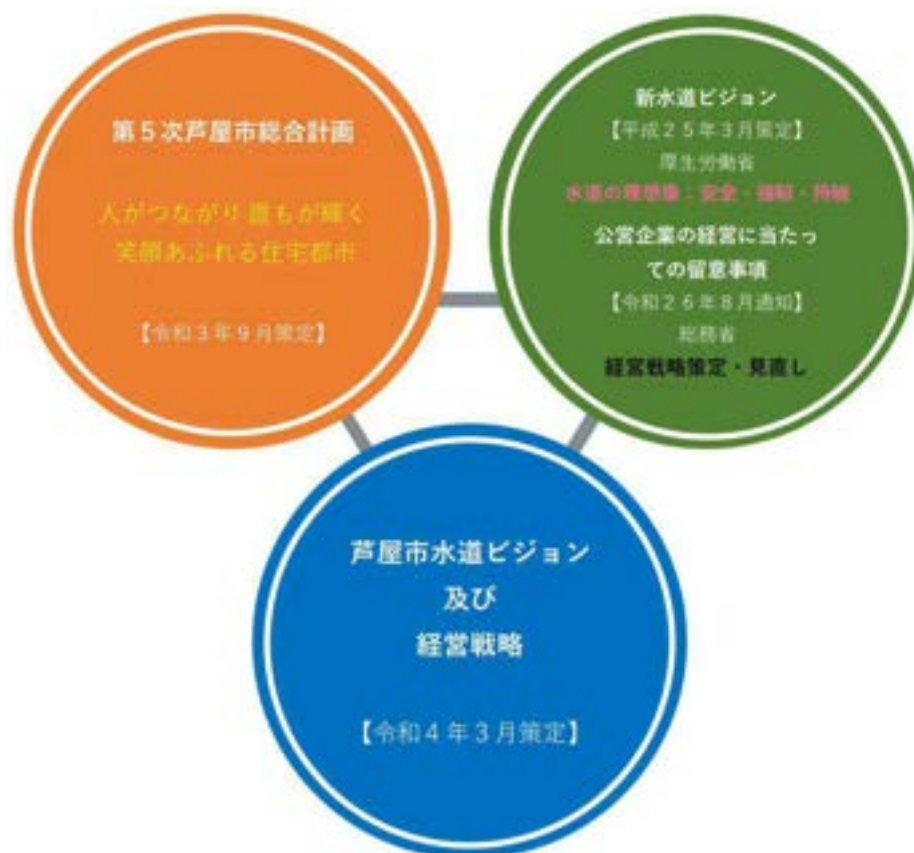 第５次芦屋市総合計画
人がつながり 誰もが輝く
笑顔あふれる住宅都市
【令和３年９月策定】
新水道ビジョン
【平成２５年３月策定】
厚生労働省
水道の理想像：安全・強靭・持続
公営企業の経営に当たっ
ての留意事項
【令和２６年８月通知】
総務省
経営戦略策定・見直し
芦屋市水道ビジョン
及び
経営戦略
【令和４年３月策定】